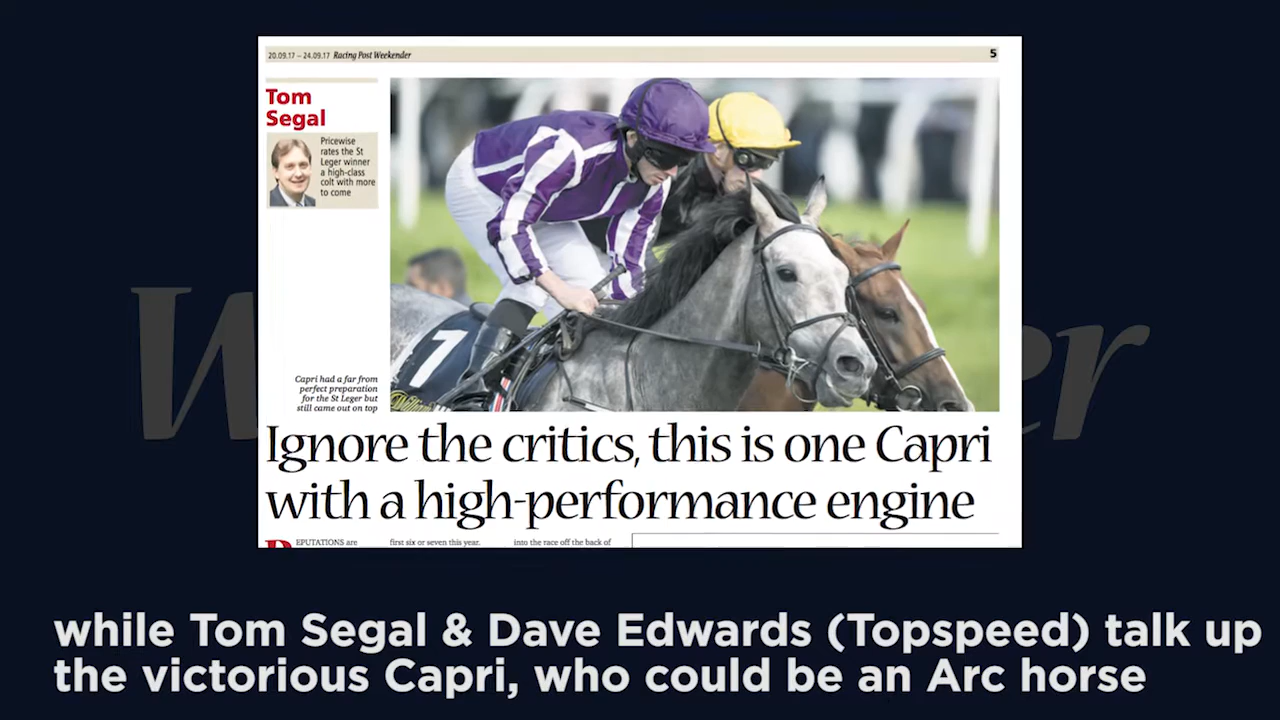 20.09.17 – 24.09.17 Racing Post Weekender
5
Tom
Segal
Pricewise
rates the St
Leger winner
a high-class
colt with more
to come
Capri had a far from
perfect preparation
for the St Leger but
still came out on top
1
Ignore the critics, this is one Capri
with a high-performance engine
EPUTATIONS are
first six or seven this year.
into the race off the back of
while Tom Segal & Dave Edwards (Topspeed) talk up
the victorious Capri, who could be an Arc horse